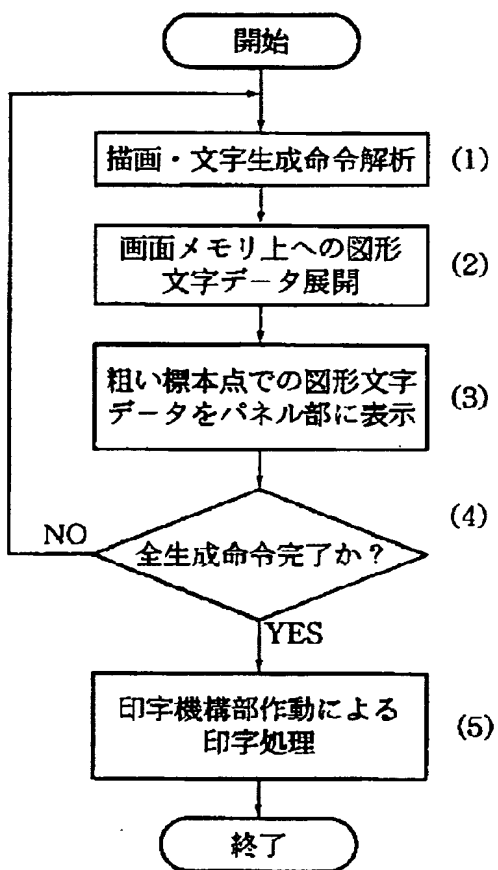 開始
描画・文字生成命令解析
(1)
画面メモリ上への図形
文字データ展開
(2)
粗い標本点での図形文字
データをパネル部に表示
(3)
(4)
NO
全生成命令完了か?
YES
印字機構部作動による
印字処理
(5)
終了